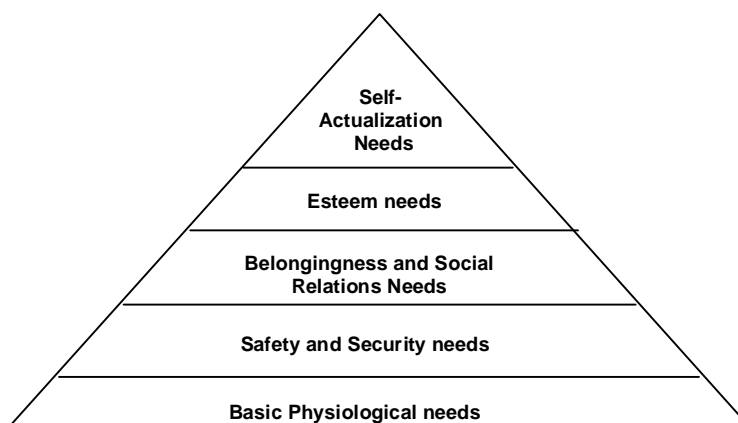 Self-
Actualization
Needs
Esteem needs
Belongingness and Social
Relations Needs
Safety and Security needs
Basic Physiological needs